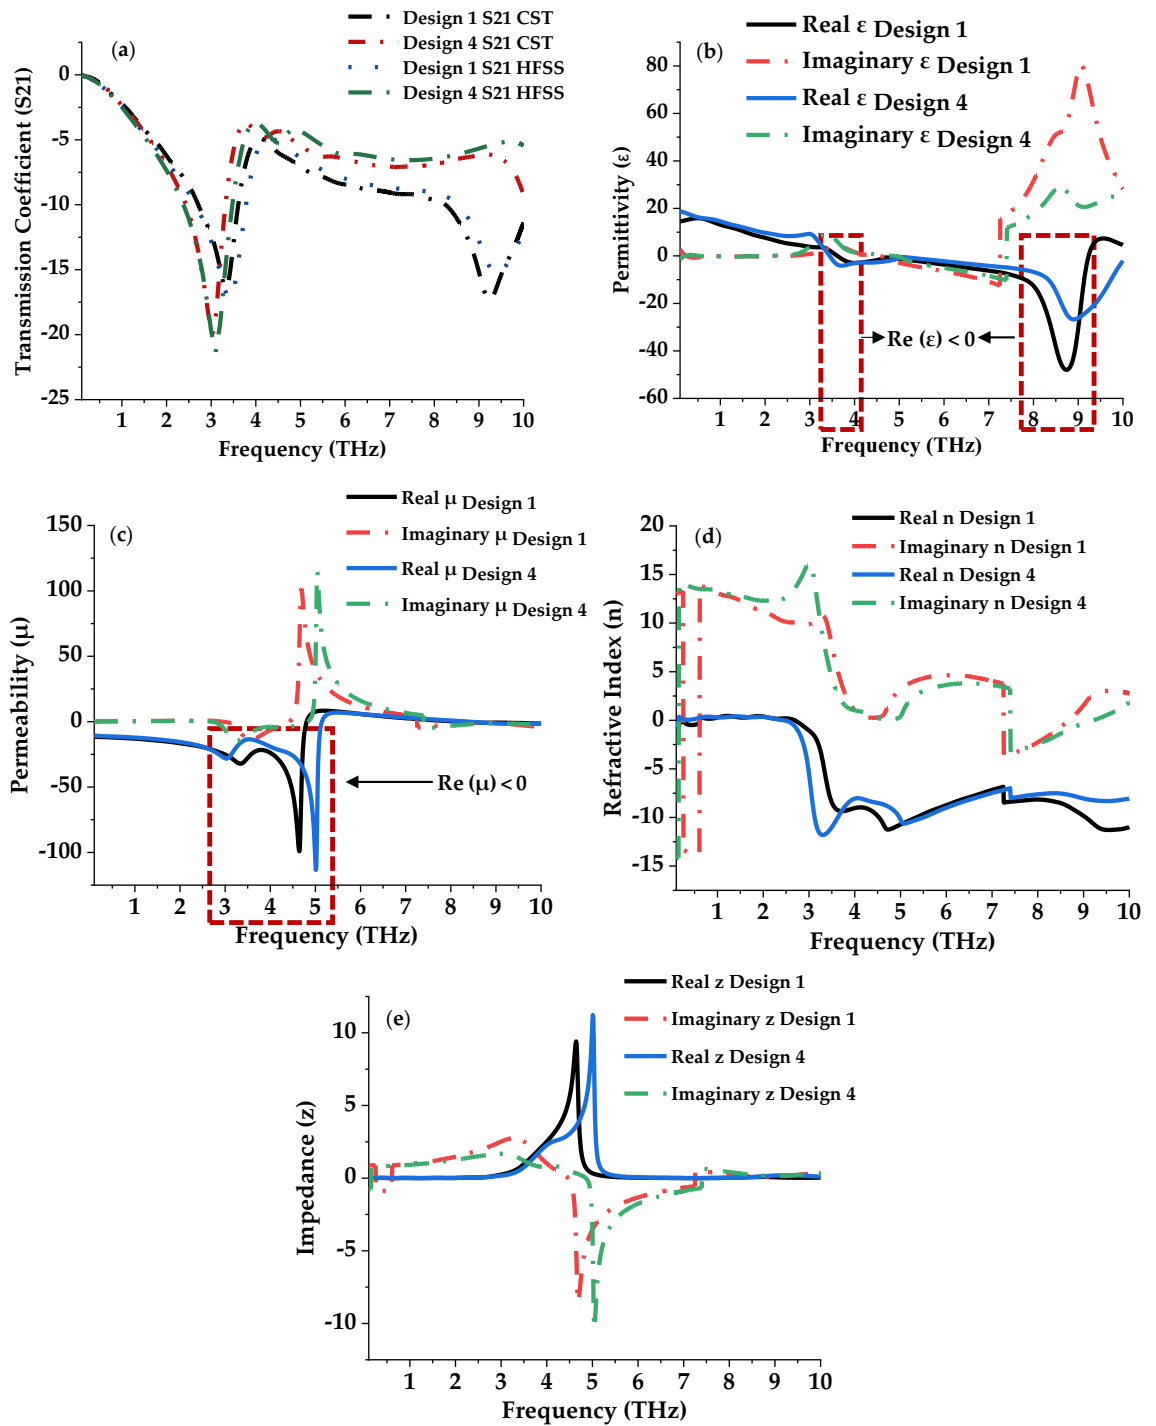 (a)
Design 1 S21 CST
Design 4 S21 CST
Design 1 S21 HFSS
Design 4 S21 HFSS
Transmission Coefficient (S21)
0
-5
-10
-15
-20
-25
1 2 3 4 5 6 7 8 9 10
Frequency (THz)
(b)
Real ε Design 1
Imaginary ε Design 1
Real ε Design 4
Imaginary ε Design 4
Permittivity (ε)
80
60
40
20
0
-20
-40
-60
Re (ε) < 0
1 2 3 4 5 6 7 8 9 10
Frequency (THz)
(c)
Real μ Design 1
Imaginary μ Design 1
Real μ Design 4
Imaginary μ Design 4
Permeability (μ)
150
100
50
0
-50
-100
Re (μ) < 0
1 2 3 4 5 6 7 8 9 10
Frequency (THz)
(d)
Real n Design 1
Imaginary n Design 1
Real n Design 4
Imaginary n Design 4
Refractive Index (n)
20
15
10
5
0
-5
-10
-15
1 2 3 4 5 6 7 8 9 10
Frequency (THz)
(e)
Real z Design 1
Imaginary z Design 1
Real z Design 4
Imaginary z Design 4
Impedance (z)
10
5
0
-5
-10
1 2 3 4 5 6 7 8 9 10
Frequency (THz)